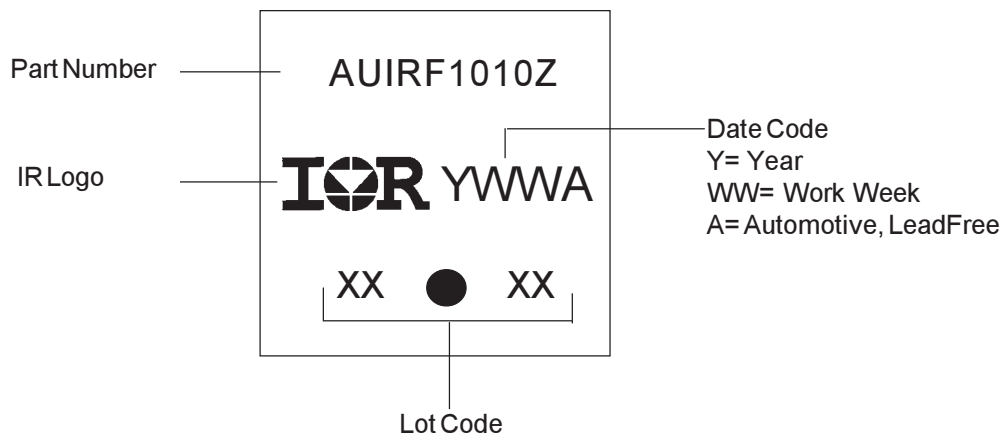 Part Number
AUIRF1010Z
Date Code
IR Logo
IOR YWWA
Y= Year
WW= Work Week
A= Automotive, LeadFree
XX XX
Lot Code